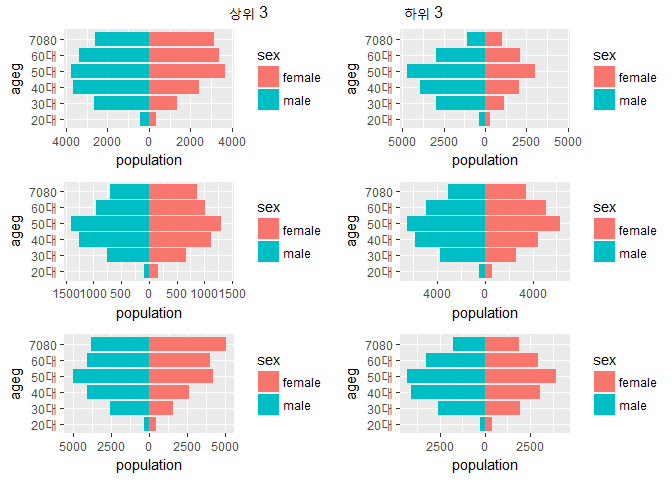 상위 3
하위 3
ageg
7080
60대
50대
40대
30대
20대
4000 2000 0 2000 4000
population
sex
female
male
ageg
7080
60대
50대
40대
30대
20대
5000 2500 0 2500 5000
population
sex
female
male
ageg
7080
60대
50대
40대
30대
20대
1500 1000 500 0 500 1000 1500
population
sex
female
male
ageg
7080
60대
50대
40대
30대
20대
4000 0 4000
population
sex
female
male
ageg
7080
60대
50대
40대
30대
20대
5000 2500 0 2500 5000
population
sex
female
male
ageg
7080
60대
50대
40대
30대
20대
2500 0 2500
population
sex
female
male